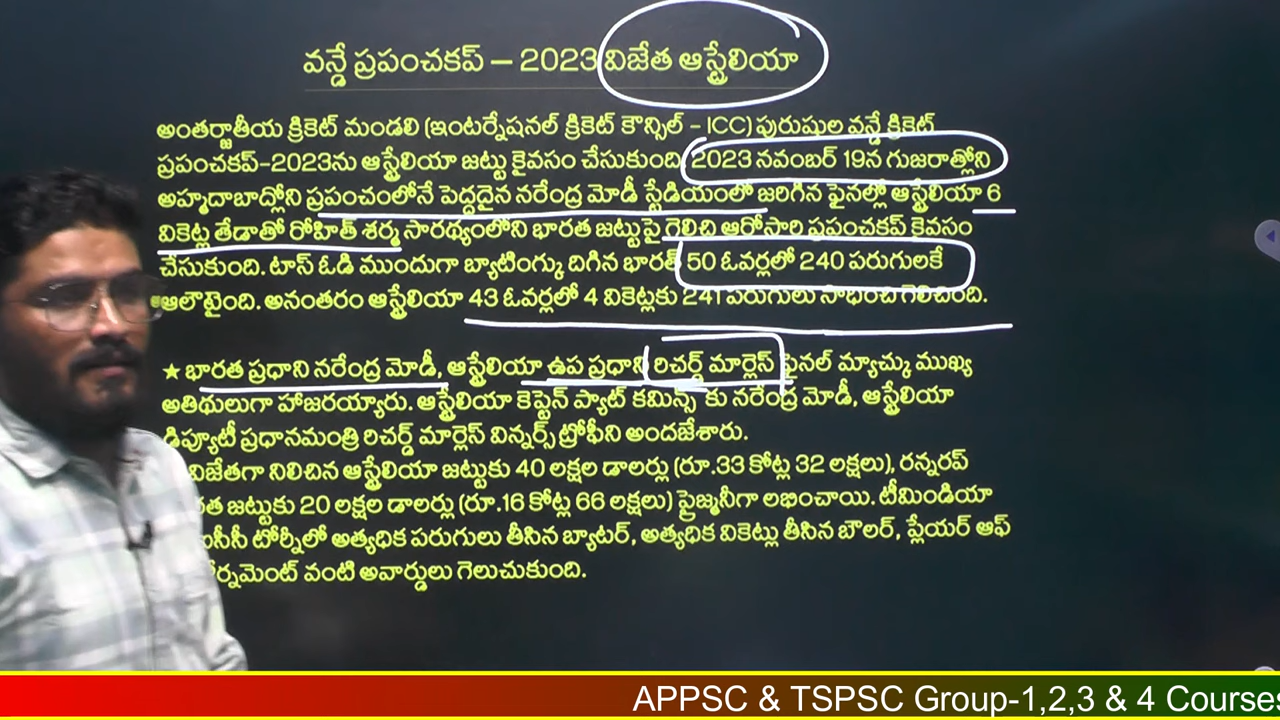 వన్డే ప్రపంచకప్ – 2023 విజేత ఆస్ట్రేలియా
అంతర్జాతీయ క్రికెట్ మండలి (ఇంటర్నేషనల్ క్రికెట్ కౌన్సిల్ – ICC) పురుషుల వన్డే క్రికెట్
ప్రపంచకప్-2023ను ఆస్ట్రేలియా జట్టు కైవసం చేసుకుంది. 2023 నవంబర్ 19న గుజరాత్లోని
అహ్మదాబాద్లోని ప్రపంచంలోనే పెద్దదైన నరేంద్ర మోడీ స్టేడియంలో జరిగిన ఫైనల్లో ఆస్ట్రేలియా 6
వికెట్ల తేడాతో రోహిత్ శర్మ సారథ్యంలోని భారత జట్టుపై గెలిచి ఆరోసారి ప్రపంచకప్ కైవసం
చేసుకుంది. టాస్ ఓడి ముందుగా బ్యాటింగ్కు దిగిన భారత్ 50 ఓవర్లలో 240 పరుగులకే
ఆలౌటైంది. అనంతరం ఆస్ట్రేలియా 43 ఓవర్లలో 4 వికెట్లకు 241 పరుగులు సాధించి గెలిచింది.
★ భారత ప్రధాని నరేంద్ర మోడీ, ఆస్ట్రేలియా ఉప ప్రధాని రిచర్డ్ మార్లెస్ ఫైనల్ మ్యాచ్కు ముఖ్య
అతిథులుగా హాజరయ్యారు. ఆస్ట్రేలియా కెప్టెన్ ప్యాట్ కమిన్స్ కు నరేంద్ర మోడీ, ఆస్ట్రేలియా
డిప్యూటీ ప్రధానమంత్రి రిచర్డ్ మార్లెస్ విన్నర్స్ ట్రోఫీని అందజేశారు.
విజేతగా నిలిచిన ఆస్ట్రేలియా జట్టుకు 40 లక్షల డాలర్లు (రూ.33 కోట్ల 32 లక్షలు), రన్నరప్
జట్టుకు 20 లక్షల డాలర్లు (రూ.16 కోట్ల 66 లక్షలు) ప్రైజ్మనీగా లభించాయి. టీమిండియా
టోర్నీలో అత్యధిక పరుగులు తీసిన బ్యాటర్, అత్యధిక వికెట్లు తీసిన బౌలర్, ప్లేయర్ ఆఫ్
వంటి అవార్డులు గెలుచుకుంది.
APPSC & TSPSC Group-1,2,3 & 4 Courses